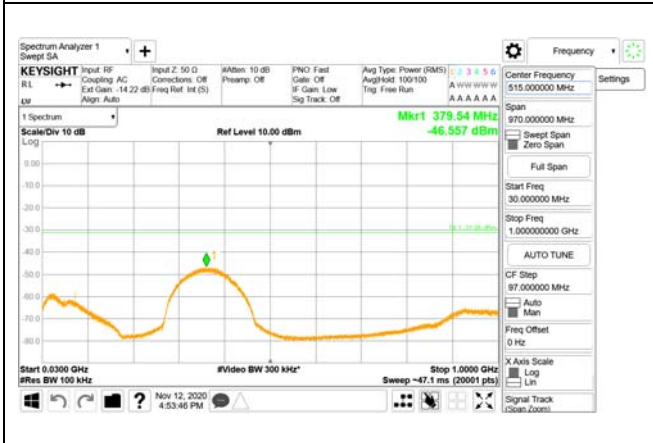 Spectrum Analyzer 1
Swept SA
+
Frequency
KEYSIGHT
Input: RF
Coupling: AC
Ext Gain: -14.22 dB
Align: Auto
Input Z: 50 Ω
Corrections: Off
Freq Ref: Int (S)
#Atten: 10 dB
Preamp: Off
PNO: Fast
Gate: Off
IF Gain: Low
Sig Track: Off
Avg Type: Power (RMS)
Avg|Hold: 100/100
Trig: Free Run
1 2 3 4 5 6
A W W W W W
A A A A A A
RL
1 Spectrum
Scale/Div 10 dB
Log
Ref Level 10.00 dBm
Mkr1 379.54 MHz
-46.557 dBm
0.00
-10.0
-20.0
-30.0
-40.0
-50.0
-60.0
-70.0
-80.0
1
Start 0.0300 GHz
#Res BW 100 kHz
#Video BW 300 kHz*
Stop 1.0000 GHz
Sweep ~47.1 ms (20001 pts)
Nov 12, 2020
4:53:46 PM
?
Center Frequency
515.000000 MHz
Settings
Span
970.000000 MHz
Swept Span
Zero Span
Full Span
Start Freq
30.000000 MHz
Stop Freq
1.000000000 GHz
AUTO TUNE
CF Step
97.000000 MHz
Auto
Man
Freq Offset
0 Hz
X Axis Scale
Log
Lin
Signal Track
(Span Zoom)